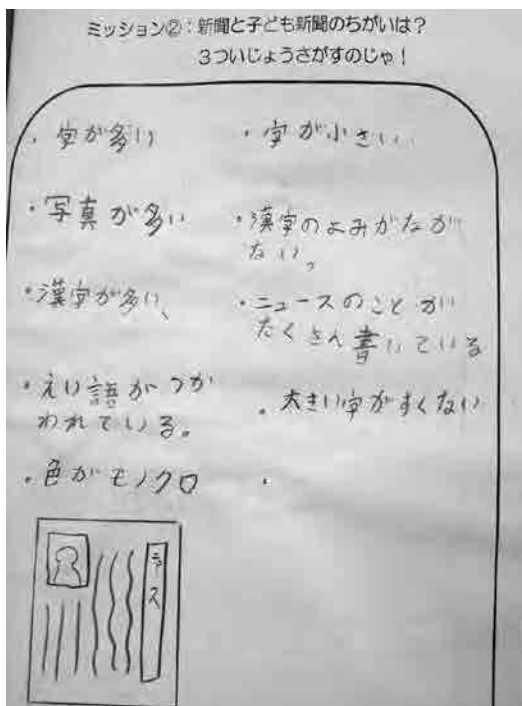 ミッション②：新聞と子ども新聞のちがいは？
3ついじょうさがすのじゃ！
・字が多い
・写真が多い
・漢字が多い、
・えい語がつか
われている。
・色がモノクロ
・字が小さい
・漢字のよみがなが
ない。
・ニュースのことが
たくさん書いている
・大きい字がすくない
・